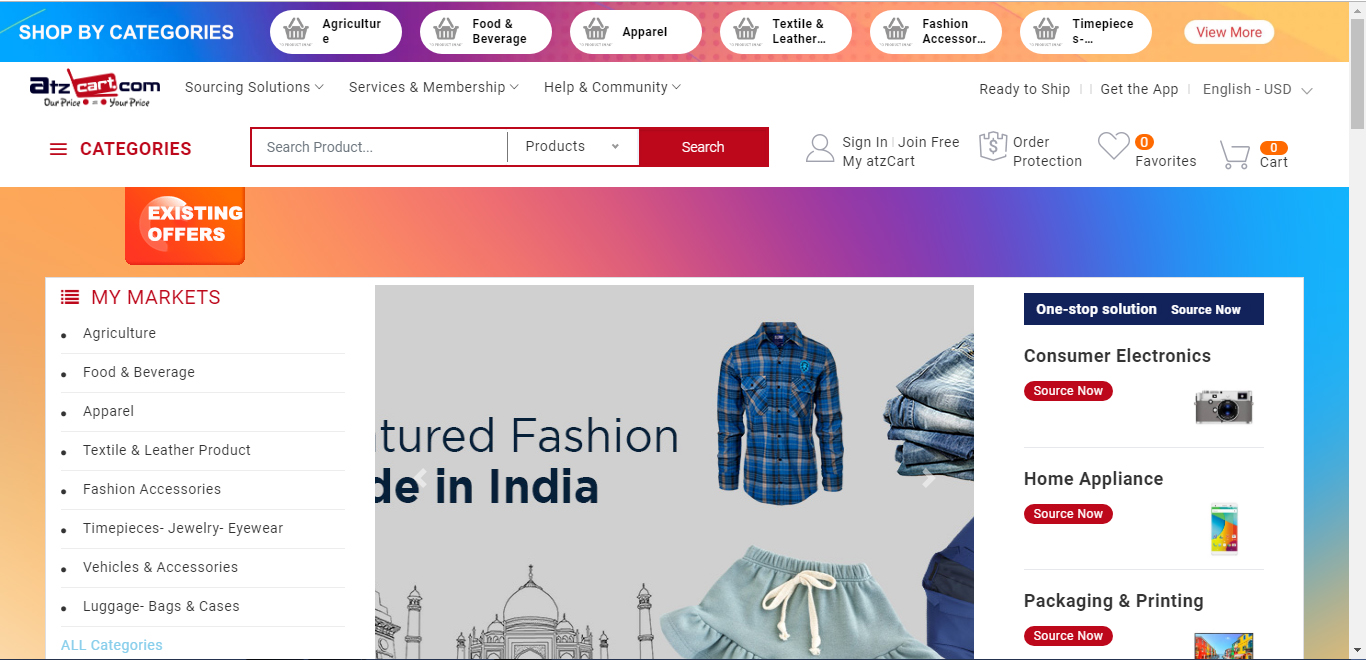 SHOP BY CATEGORIES
Agricultur
e
Food &
Beverage
Apparel
Textile &
Leather...
Fashion
Accessor...
Timepiece
s-...
View More
atzcart.com
Our Price = Your Price
Sourcing Solutions
Services & Membership
Help & Community
Ready to Ship
Get the App
English - USD
CATEGORIES
Search Product...
Products
Search
Sign In Join Free
My atzCart
Order
Protection
0
Favorites
0
Cart
EXISTING
OFFERS
MY MARKETS
Agriculture
Food & Beverage
Apparel
Textile & Leather Product
Fashion Accessories
Timepieces- Jewelry- Eyewear
Vehicles & Accessories
Luggage- Bags & Cases
ALL Categories
tured Fashion
de in India
One-stop solution Source Now
Consumer Electronics
Source Now
Home Appliance
Source Now
Packaging & Printing
Source Now